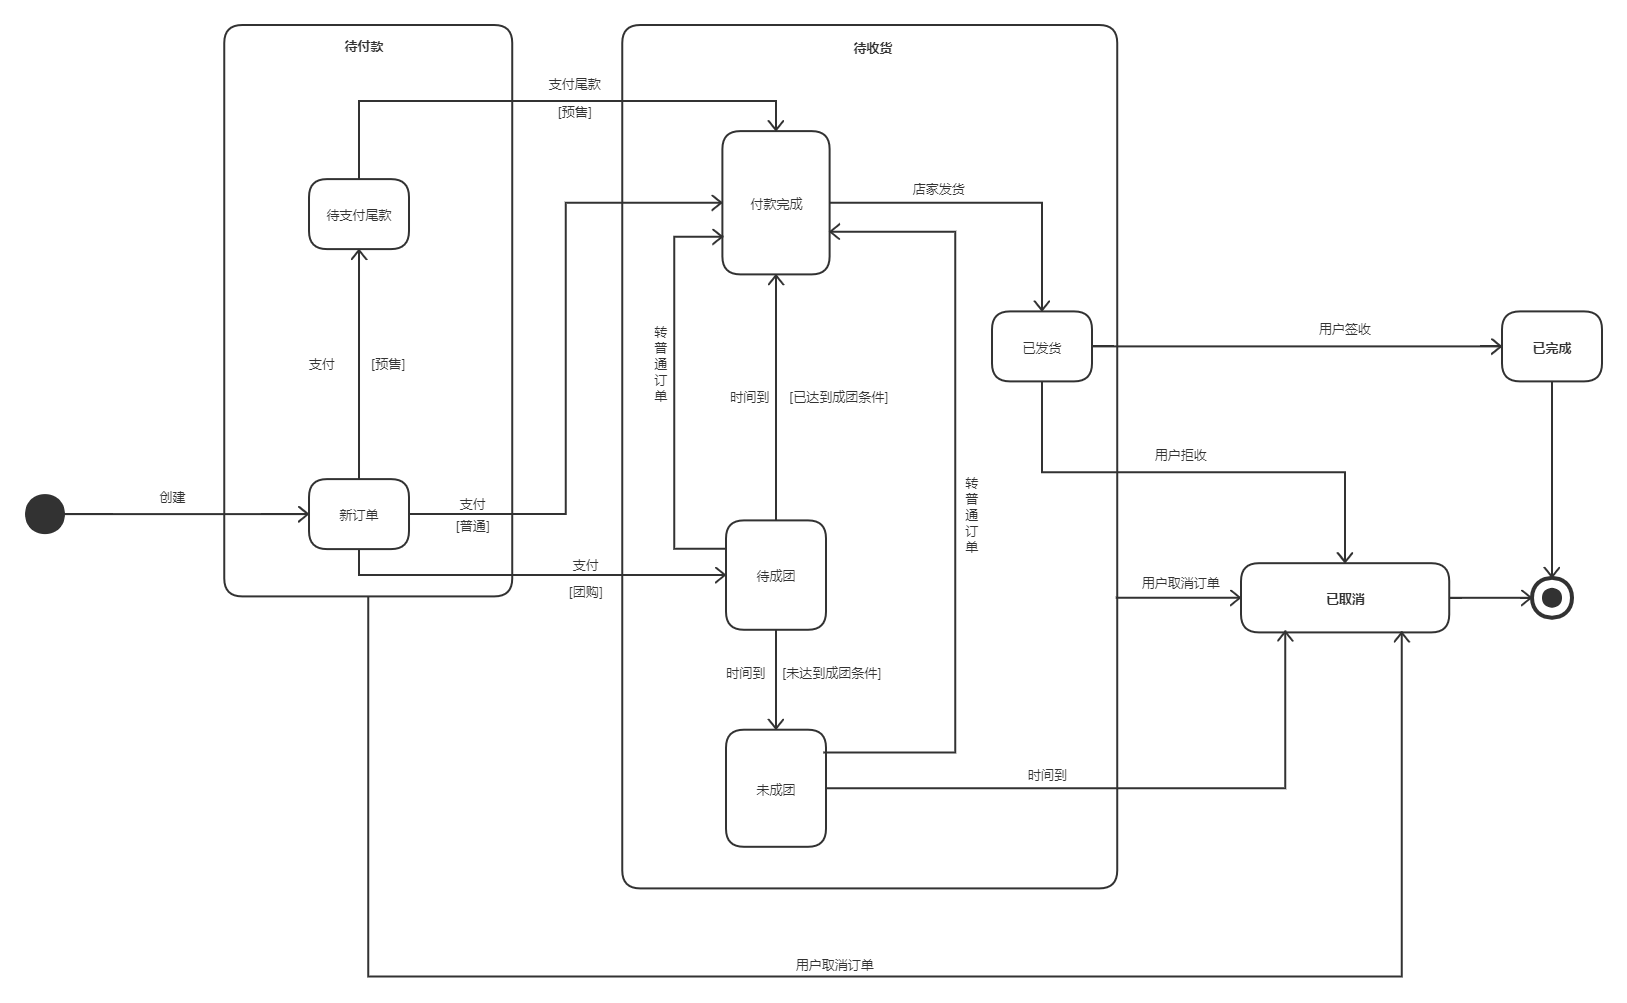 待付款
待收货
支付尾款
[预售]
待支付尾款
付款完成
店家发货
转普通订单
支付
[预售]
时间到
[已达到成团条件]
已发货
用户签收
已完成
用户拒收
创建
新订单
支付
[普通]
转普通订单
支付
[团购]
待成团
用户取消订单
已取消
时间到
[未达到成团条件]
未成团
时间到
用户取消订单